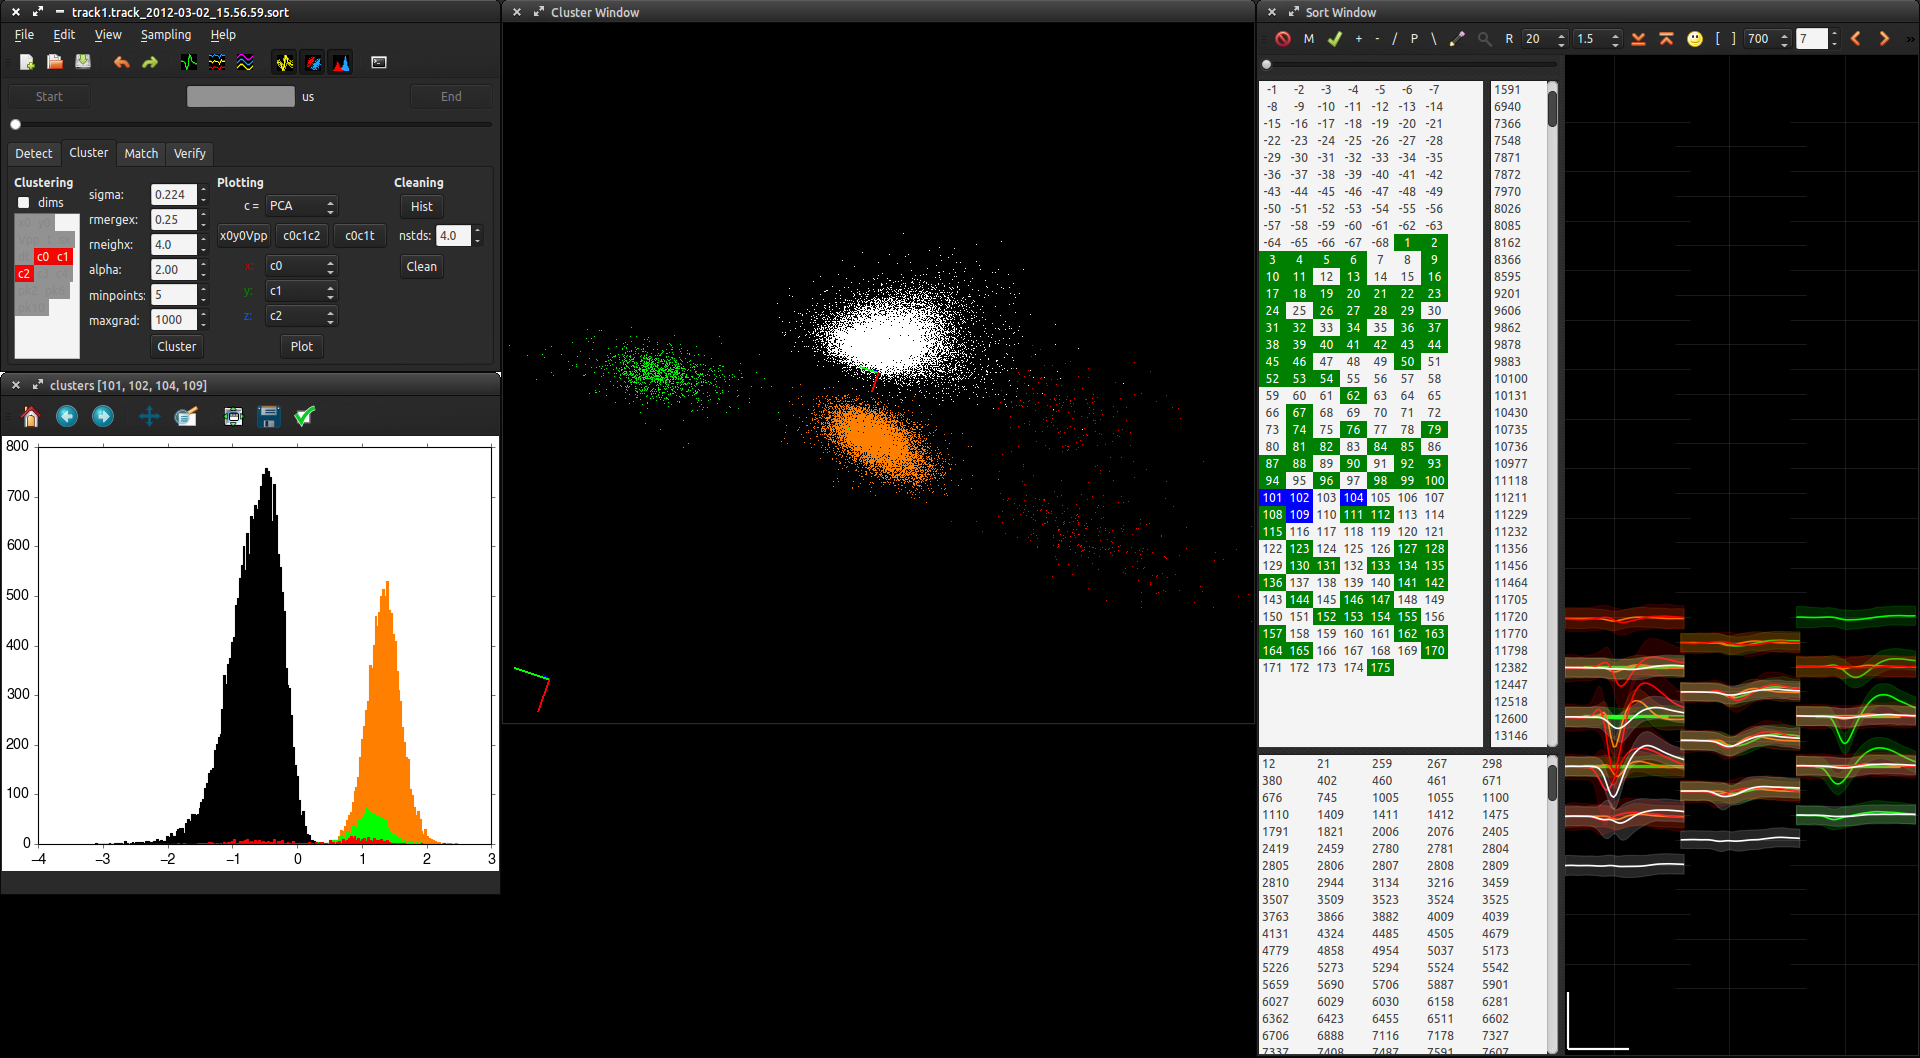 track1.track_2012-03-02_15.56.59.sort
File Edit View Sampling Help
Start us End
Detect Cluster Match Verify
Clustering
dims
c0 c1
c2
sigma: 0.224
rmergex: 0.25
rneighx: 4.0
alpha: 2.00
minpoints: 5
maxgrad: 1000
Cluster
Plotting
c = PCA
x0y0Vpp c0c1c2 c0c1t
x: c0
y: c1
z: c2
Plot
Cleaning
Hist
nstds: 4.0
Clean
clusters [101, 102, 104, 109]
800
700
600
500
400
300
200
100
0
−4 −3 −2 −1 0 1 2 3
Cluster Window
Sort Window
M + - / P \ R 20 1.5 [ ] 700 7 »
-1 -2 -3 -4 -5 -6 -7
-8 -9 -10 -11 -12 -13 -14
-15 -16 -17 -18 -19 -20 -21
-22 -23 -24 -25 -26 -27 -28
-29 -30 -31 -32 -33 -34 -35
-36 -37 -38 -39 -40 -41 -42
-43 -44 -45 -46 -47 -48 -49
-50 -51 -52 -53 -54 -55 -56
-57 -58 -59 -60 -61 -62 -63
-64 -65 -66 -67 -68 1 2
3 4 5 6 7 8 9
10 11 12 13 14 15 16
17 18 19 20 21 22 23
24 25 26 27 28 29 30
31 32 33 34 35 36 37
38 39 40 41 42 43 44
45 46 47 48 49 50 51
52 53 54 55 56 57 58
59 60 61 62 63 64 65
66 67 68 69 70 71 72
73 74 75 76 77 78 79
80 81 82 83 84 85 86
87 88 89 90 91 92 93
94 95 96 97 98 99 100
101 102 103 104 105 106 107
108 109 110 111 112 113 114
115 116 117 118 119 120 121
122 123 124 125 126 127 128
129 130 131 132 133 134 135
136 137 138 139 140 141 142
143 144 145 146 147 148 149
150 151 152 153 154 155 156
157 158 159 160 161 162 163
164 165 166 167 168 169 170
171 172 173 174 175
1591
6940
7366
7548
7871
7872
7970
8026
8085
8162
8366
8595
9201
9606
9862
9878
9883
10100
10131
10430
10735
10736
10977
11118
11211
11229
11232
11356
11456
11464
11705
11720
11770
11798
12382
12447
12518
12600
13146
12 21 259 267 298
380 402 460 461 671
676 745 1005 1055 1100
1110 1409 1411 1412 1475
1791 1821 2006 2076 2405
2419 2459 2780 2781 2804
2805 2806 2807 2808 2809
2810 2944 3134 3216 3459
3507 3509 3523 3524 3525
3763 3866 3882 4009 4039
4131 4324 4485 4505 4679
4779 4858 4954 5037 5173
5226 5273 5294 5524 5542
5659 5690 5706 5887 5901
6027 6029 6030 6158 6281
6362 6423 6455 6511 6602
6706 6888 7116 7178 7327
7337 7408 7487 7591 7607